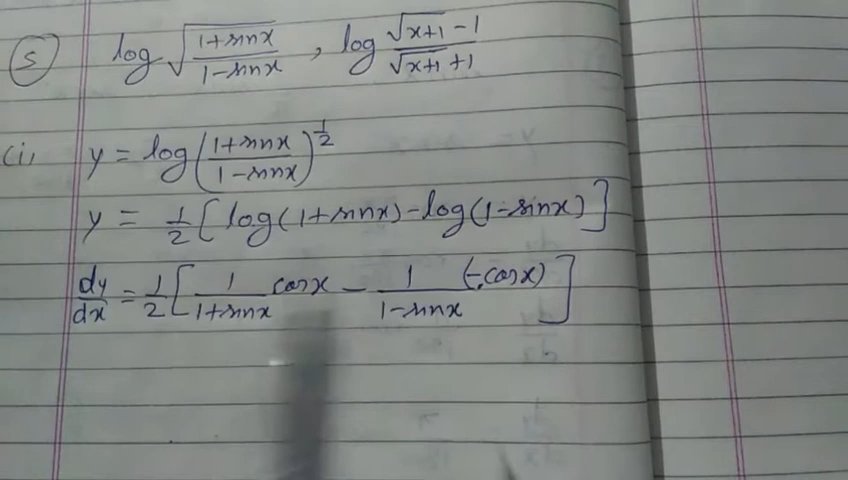 (5) log √((1+sinx)/(1-sinx)) , log (√(x+1) - 1)/(√(x+1) + 1)
(i) y = log((1+sinx)/(1-sinx))^(1/2)
y = 1/2 [log(1+sinx) - log(1-sinx)]
dy/dx = 1/2 [1/(1+sinx) cosx - 1/(1-sinx) (-cosx)]